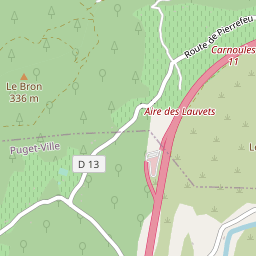 Route de Pierrefeu
Carnoules
11
Le Bron
336 m
Aire des Lauvets
Puget-Ville
D 13